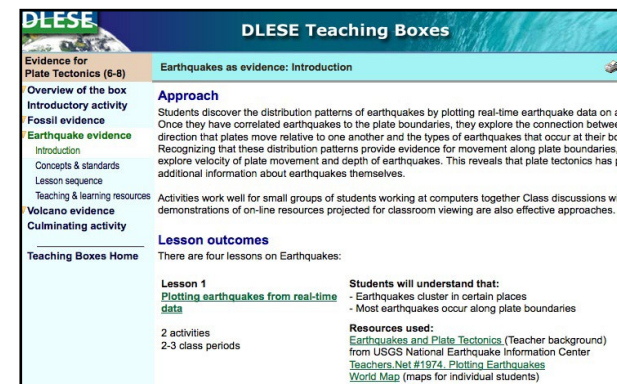 DLESE
DLESE Teaching Boxes
Evidence for
Plate Tectonics (6-8)
Earthquakes as evidence: Introduction
Overview of the box
Introductory activity
Fossil evidence
Earthquake evidence
Introduction
Concepts & standards
Lesson sequence
Teaching & learning resources
Volcano evidence
Culminating activity
Teaching Boxes Home
Approach
Students discover the distribution patterns of earthquakes by plotting real-time earthquake data on a
Once they have correlated earthquakes to the plate boundaries, they explore the connection betwee
direction that plates move relative to one another and the types of earthquakes that occur at their bo
Recognizing that these distribution patterns provide evidence for movement along plate boundaries,
explore velocity of plate movement and depth of earthquakes. This reveals that plate tectonics has p
additional information about earthquakes themselves.
Activities work well for small groups of students working at computers together Class discussions wi
demonstrations of on-line resources projected for classroom viewing are also effective approaches.
Lesson outcomes
There are four lessons on Earthquakes:
Lesson 1
Plotting earthquakes from real-time
data
2 activities
2-3 class periods
Students will understand that:
- Earthquakes cluster in certain places
- Most earthquakes occur along plate boundaries
Resources used:
Earthquakes and Plate Tectonics (Teacher background)
from USGS National Earthquake Information Center
Teachers.Net #1974. Plotting Earthquakes
World Map (maps for individual students)